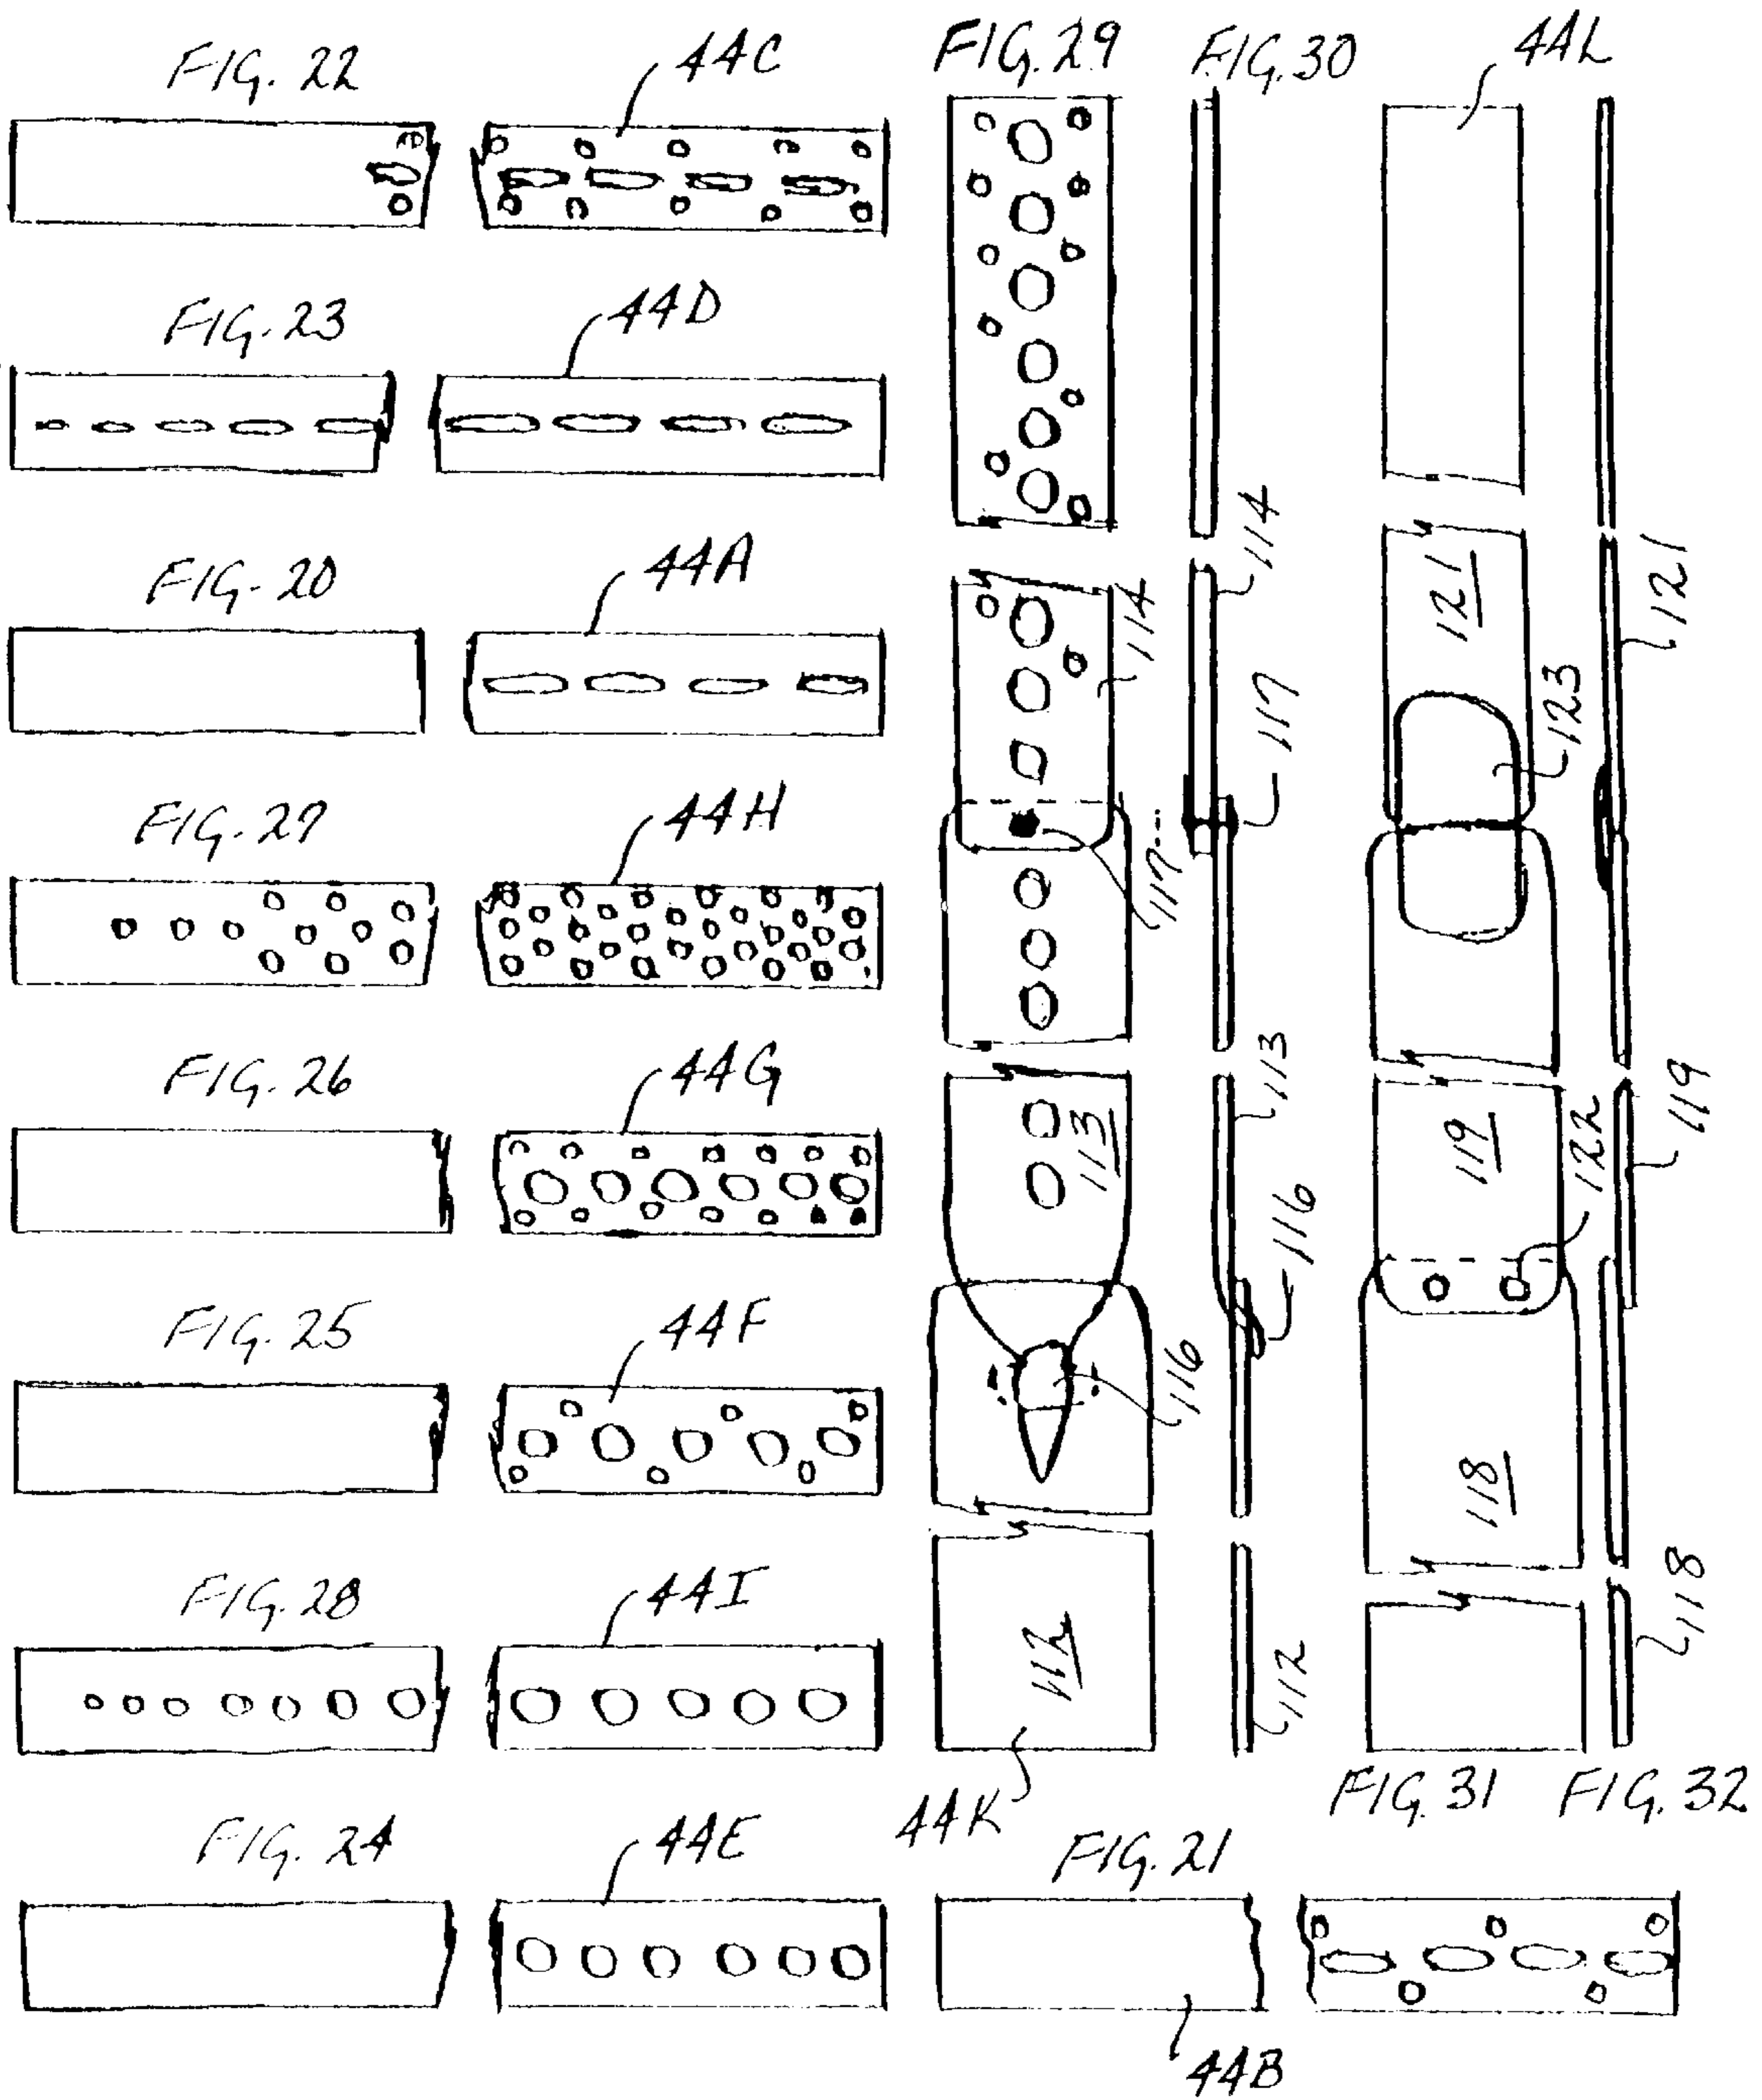 FIG. 22
44C
FIG. 29
FIG. 30
44L
FIG. 23
44D
114
114
121
121
FIG. 20
44A
117
117
123
FIG. 27
44H
113
113
119
119
122
FIG. 26
44G
116
116
FIG. 25
44F
118
118
FIG. 28
44I
112
112
44K
FIG. 31
FIG. 32
FIG. 24
44E
FIG. 21
44B